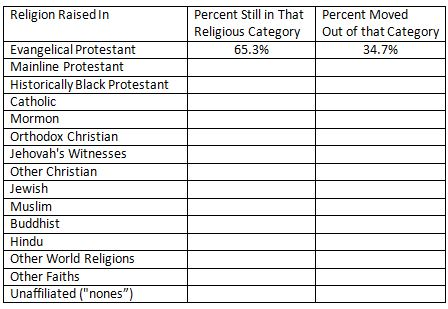 Religion Raised In Percent Still in That Religious Category Percent Moved Out of that Category
Evangelical Protestant 65.3% 34.7%
Mainline Protestant
Historically Black Protestant
Catholic
Mormon
Orthodox Christian
Jehovah's Witnesses
Other Christian
Jewish
Muslim
Buddhist
Hindu
Other World Religions
Other Faiths
Unaffiliated ("nones”)